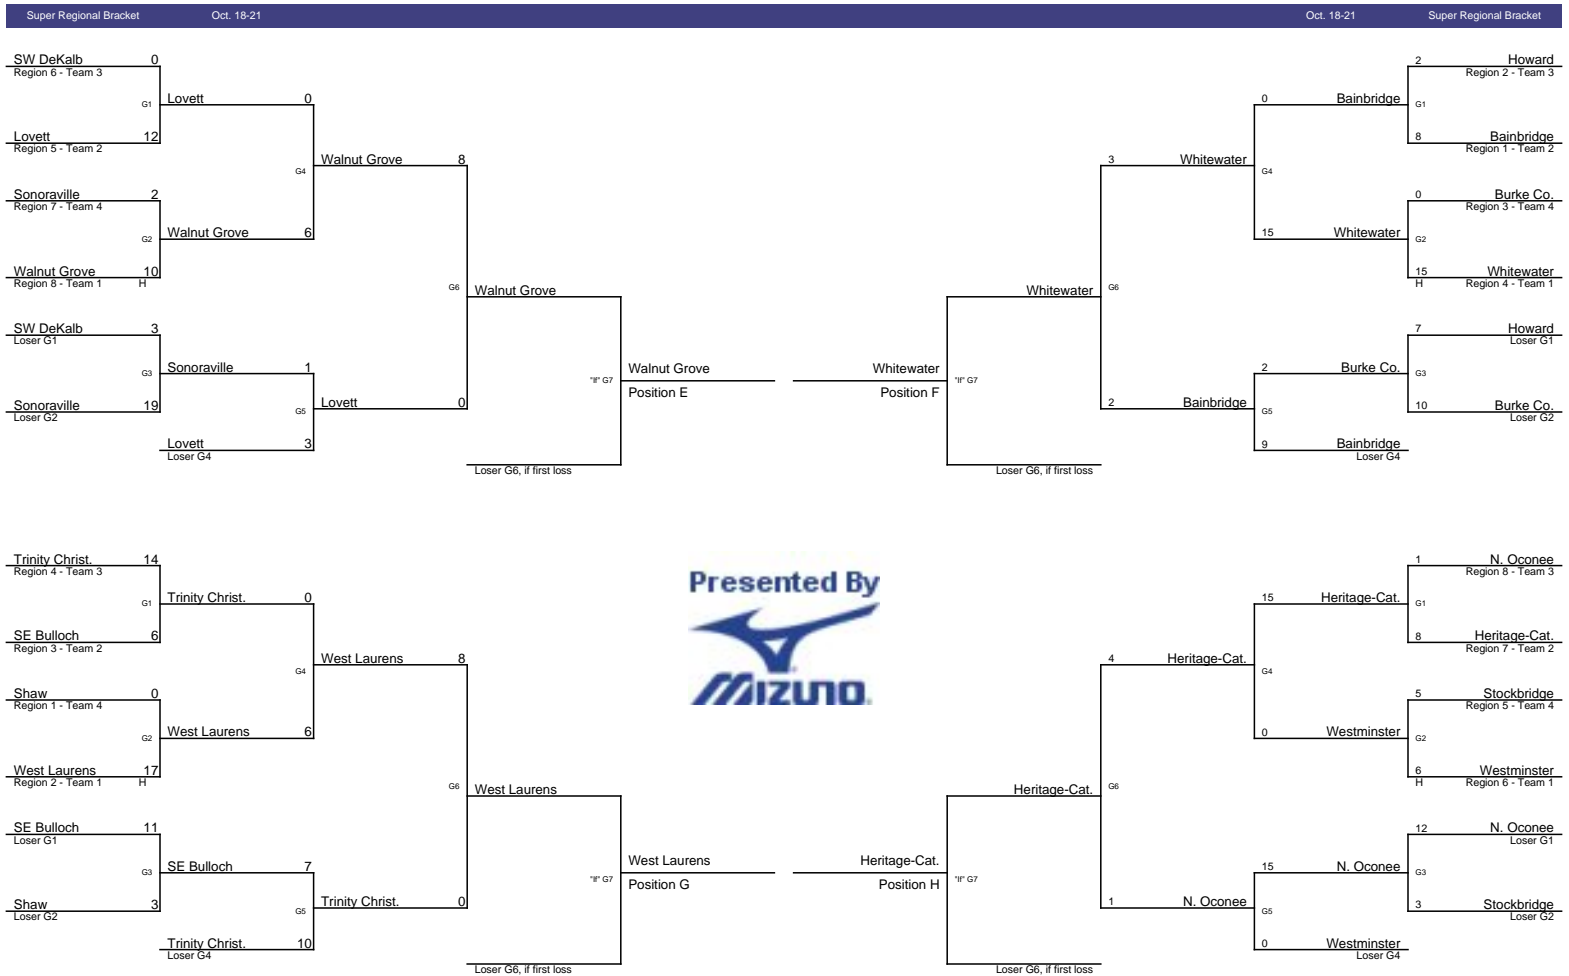 Super Regional Bracket Oct. 18-21 Oct. 18-21 Super Regional Bracket
SW DeKalb 0
Region 6 - Team 3
G1 Lovett 0
Lovett 12
Region 5 - Team 2
G4 Walnut Grove 8
Sonoraville 2
Region 7 - Team 4
G2 Walnut Grove 6
Walnut Grove 10
Region 8 - Team 1 H
G6 Walnut Grove
SW DeKalb 3
Loser G1
G3 Sonoraville 1
Sonoraville 19
Loser G2
G5 Lovett 0
Lovett 3
Loser G4
Loser G6, if first loss
"If" G7
Walnut Grove
Position E
2 Howard
Region 2 - Team 3
0 Bainbridge G1
8 Bainbridge
Region 1 - Team 2
3 Whitewater G4
0 Burke Co.
Region 3 - Team 4
15 Whitewater G2
15 Whitewater
H Region 4 - Team 1
Whitewater G6
7 Howard
Loser G1
2 Burke Co. G3
10 Burke Co.
Loser G2
2 Bainbridge G5
9 Bainbridge
Loser G4
Loser G6, if first loss
"If" G7
Whitewater
Position F
Trinity Christ. 14
Region 4 - Team 3
G1 Trinity Christ. 0
SE Bulloch 6
Region 3 - Team 2
G4 West Laurens 8
Shaw 0
Region 1 - Team 4
G2 West Laurens 6
West Laurens 17
Region 2 - Team 1 H
G6 West Laurens
SE Bulloch 11
Loser G1
G3 SE Bulloch 7
Shaw 3
Loser G2
G5 Trinity Christ. 0
Trinity Christ. 10
Loser G4
Loser G6, if first loss
"If" G7
West Laurens
Position G
Presented By
MIZUNO
1 N. Oconee
Region 8 - Team 3
15 Heritage-Cat. G1
8 Heritage-Cat.
Region 7 - Team 2
4 Heritage-Cat. G4
5 Stockbridge
Region 5 - Team 4
0 Westminster G2
6 Westminster
H Region 6 - Team 1
Heritage-Cat. G6
12 N. Oconee
Loser G1
15 N. Oconee G3
3 Stockbridge
Loser G2
1 N. Oconee G5
0 Westminster
Loser G4
Loser G6, if first loss
"If" G7
Heritage-Cat.
Position H